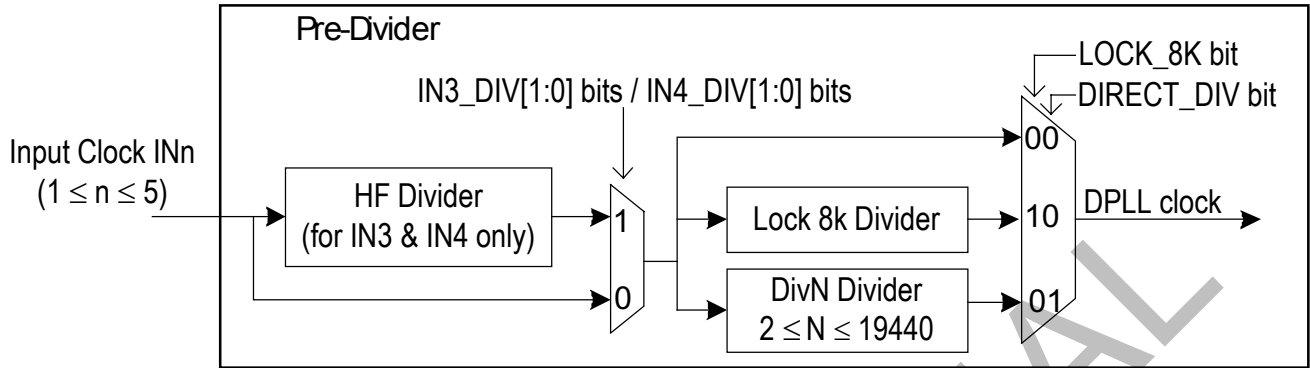 Pre-Divider
LOCK_8K bit
DIRECT_DIV bit
IN3_DIV[1:0] bits / IN4_DIV[1:0] bits
Input Clock INn
(1 ≤ n ≤ 5)
HF Divider
(for IN3 & IN4 only)
1
0
Lock 8k Divider
DivN Divider
2 ≤ N ≤ 19440
00
10
01
DPLL clock